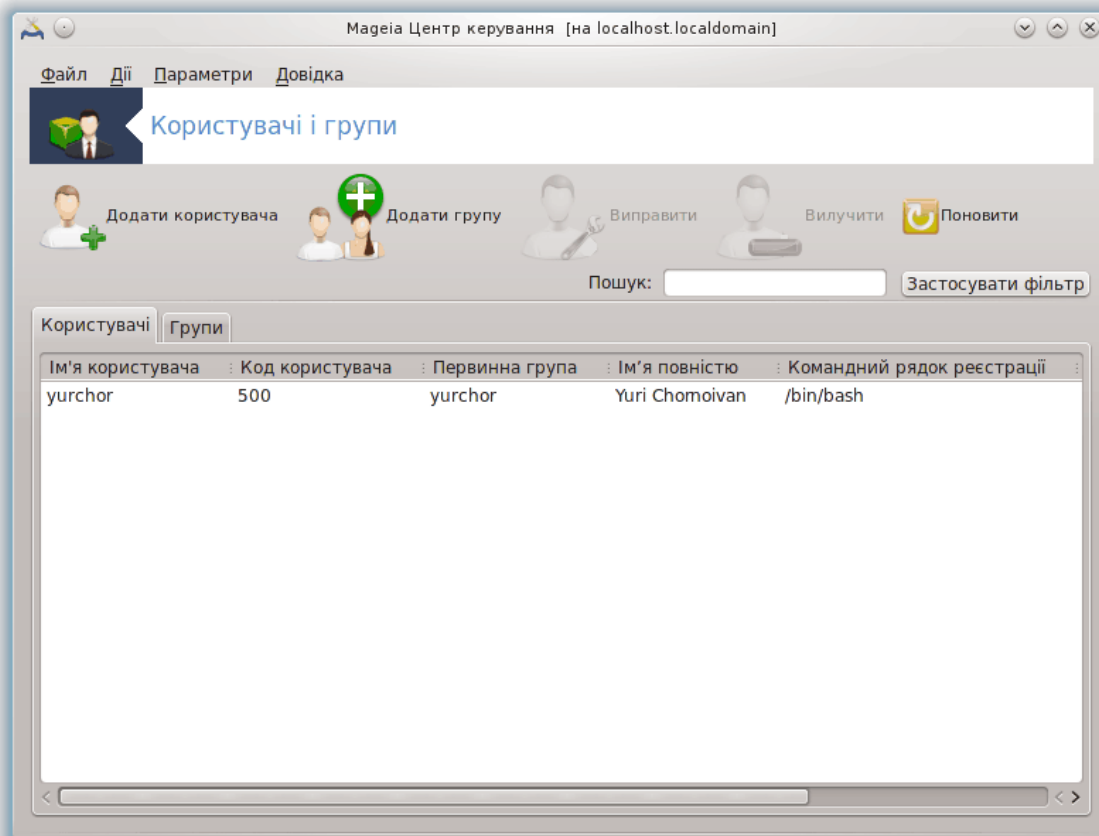 Mageia Центр керування [на localhost.localdomain]
Файл Дії Параметри Довідка
Користувачі і групи
Додати користувача Додати групу Виправити Вилучити Поновити
Пошук: Застосувати фільтр
Користувачі Групи
Ім'я користувача Код користувача Первинна група Ім’я повністю Командний рядок реєстрації
yurchor 500 yurchor Yuri Chornoivan /bin/bash